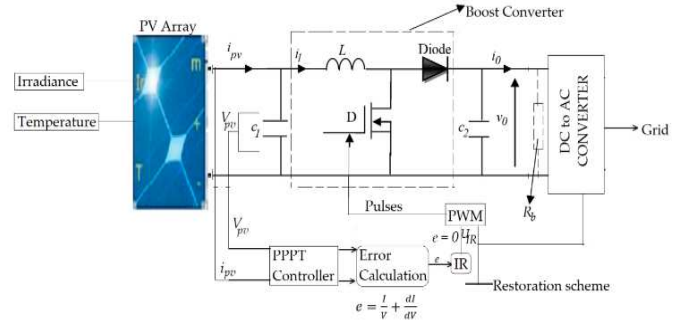 Boost Converter
PV Array
i_pv
i_l
L
Diode
i_0
Irradiance
Temperature
Ir
m
+
T
-
V_pv
c_1
D
c_2
v_0
DC to AC
CONVERTER
Grid
R_b
Pulses
PWM
V_pv
i_pv
PPPT
Controller
Error
Calculation
e
IR
e = 0
Restoration scheme
e = I/V + dI/dV